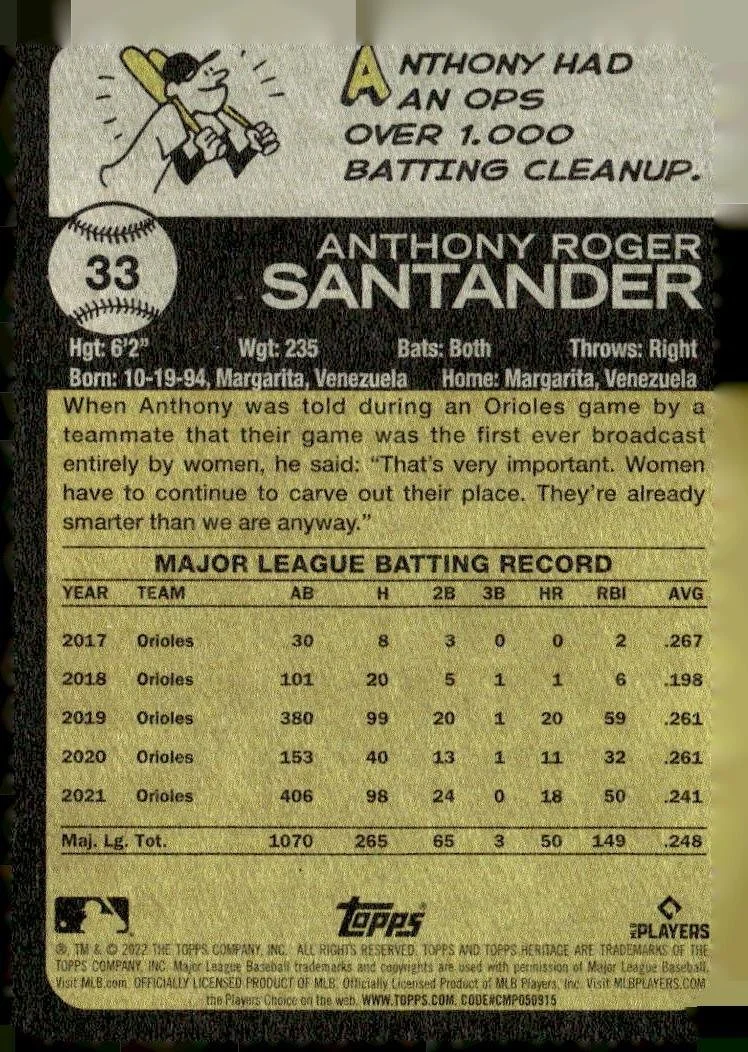 ANTHONY HAD
AN OPS
OVER 1.000
BATTING CLEANUP.
33
ANTHONY ROGER
SANTANDER
Hgt: 6'2" Wgt: 235 Bats: Both Throws: Right
Born: 10-19-94, Margarita, Venezuela Home: Margarita, Venezuela
When Anthony was told during an Orioles game by a
teammate that their game was the first ever broadcast
entirely by women, he said: "That's very important. Women
have to continue to carve out their place. They're already
smarter than we are anyway."
MAJOR LEAGUE BATTING RECORD
YEAR TEAM AB H 2B 3B HR RBI AVG
2017 Orioles 30 8 3 0 0 2 .267
2018 Orioles 101 20 5 1 1 6 .198
2019 Orioles 380 99 20 1 20 59 .261
2020 Orioles 153 40 13 1 11 32 .261
2021 Orioles 406 98 24 0 18 50 .241
Maj. Lg. Tot. 1070 265 65 3 50 149 .248
Topps
MLB PLAYERS
®, TM & © 2022 THE TOPPS COMPANY, INC. ALL RIGHTS RESERVED. TOPPS AND TOPPS HERITAGE ARE TRADEMARKS OF THE
TOPPS COMPANY, INC. Major League Baseball trademarks and copyrights are used with permission of Major League Baseball.
Visit MLB.com. OFFICIALLY LICENSED PRODUCT OF MLB. Officially Licensed Product of MLB Players, Inc. Visit MLBPLAYERS.COM
the Players Choice on the web. WWW.TOPPS.COM. CODE#CMP050915